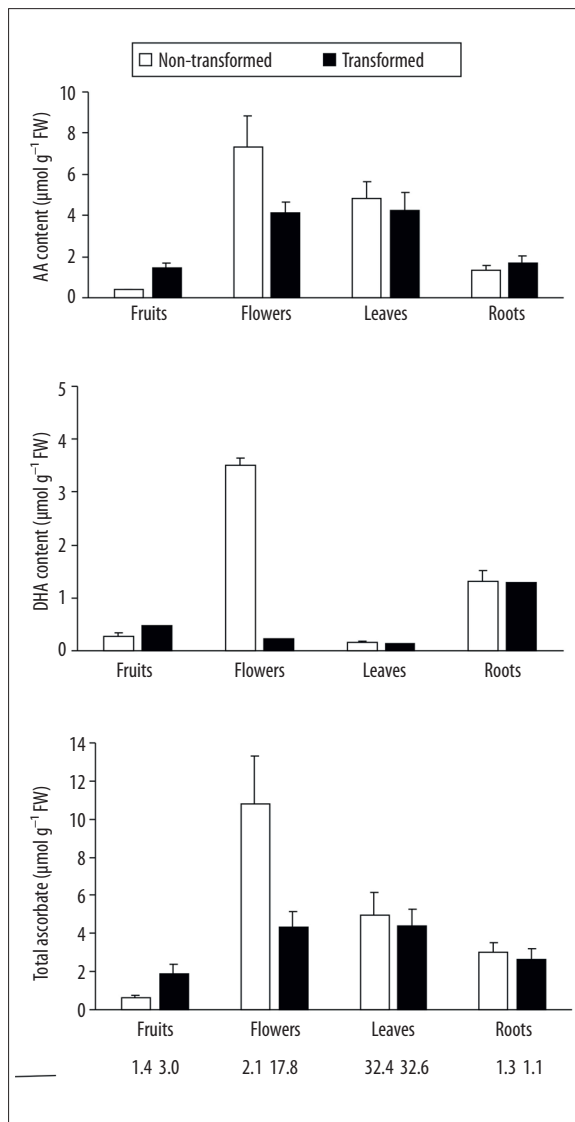 Non-transformed Transformed
AA content (µmol g⁻¹ FW)
10
8
6
4
2
0
Fruits Flowers Leaves Roots
DHA content (µmol g⁻¹ FW)
5
4
3
2
1
0
Fruits Flowers Leaves Roots
Total ascorbate (µmol g⁻¹ FW)
14
12
10
8
6
4
2
0
Fruits Flowers Leaves Roots
1.4 3.0 2.1 17.8 32.4 32.6 1.3 1.1